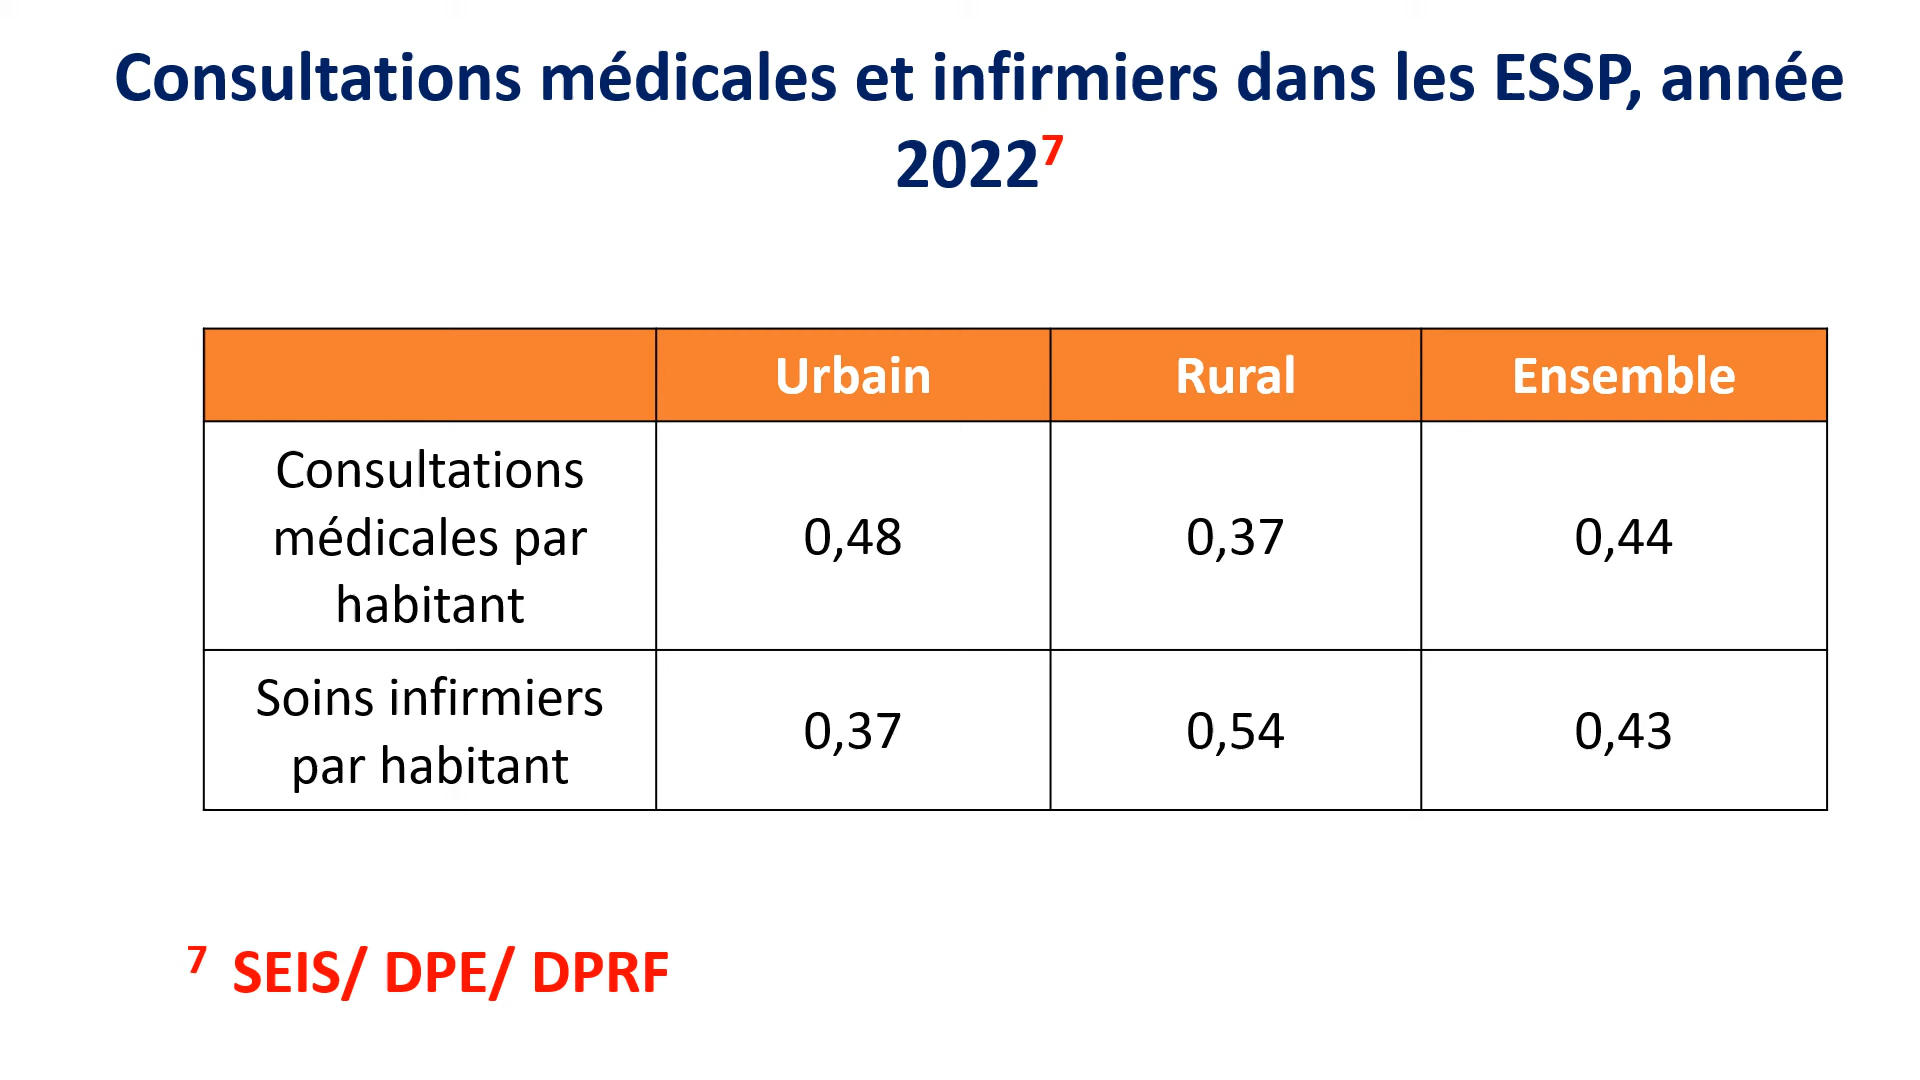 Consultations médicales et infirmiers dans les ESSP, année
2022⁷
Urbain Rural Ensemble
Consultations
médicales par
habitant
0,48 0,37 0,44
Soins infirmiers
par habitant
0,37 0,54 0,43
⁷ SEIS/ DPE/ DPRF